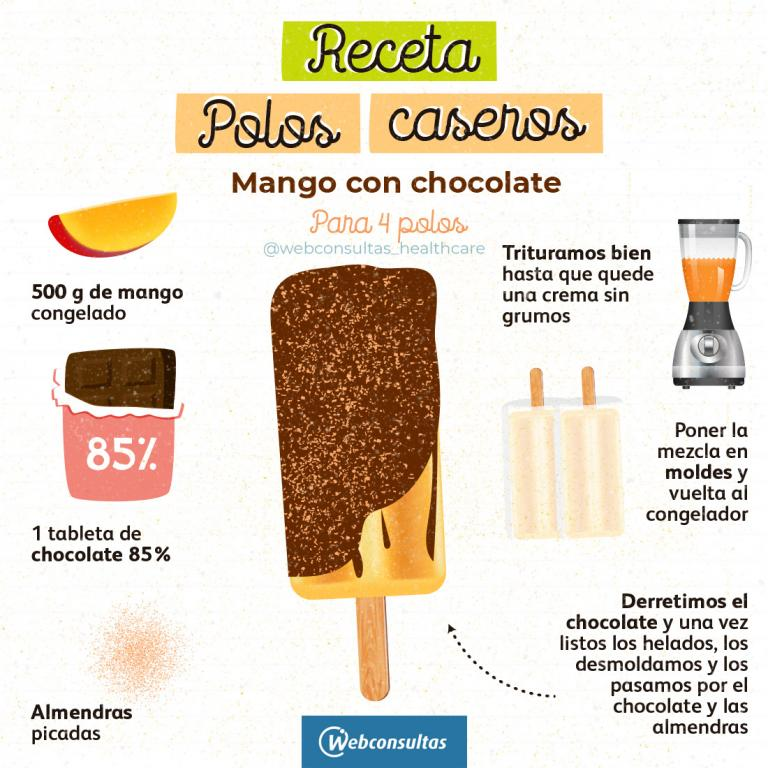 Receta
Polos caseros
Mango con chocolate
Para 4 polos
@webconsultas_healthcare
500 g de mango
congelado
85%
1 tableta de
chocolate 85%
Almendras
picadas
Trituramos bien
hasta que quede
una crema sin
grumos
Poner la
mezcla en
moldes y
vuelta al
congelador
Derretimos el
chocolate y una vez
listos los helados, los
desmoldamos y los
pasamos por el
chocolate y las
almendras
Webconsultas